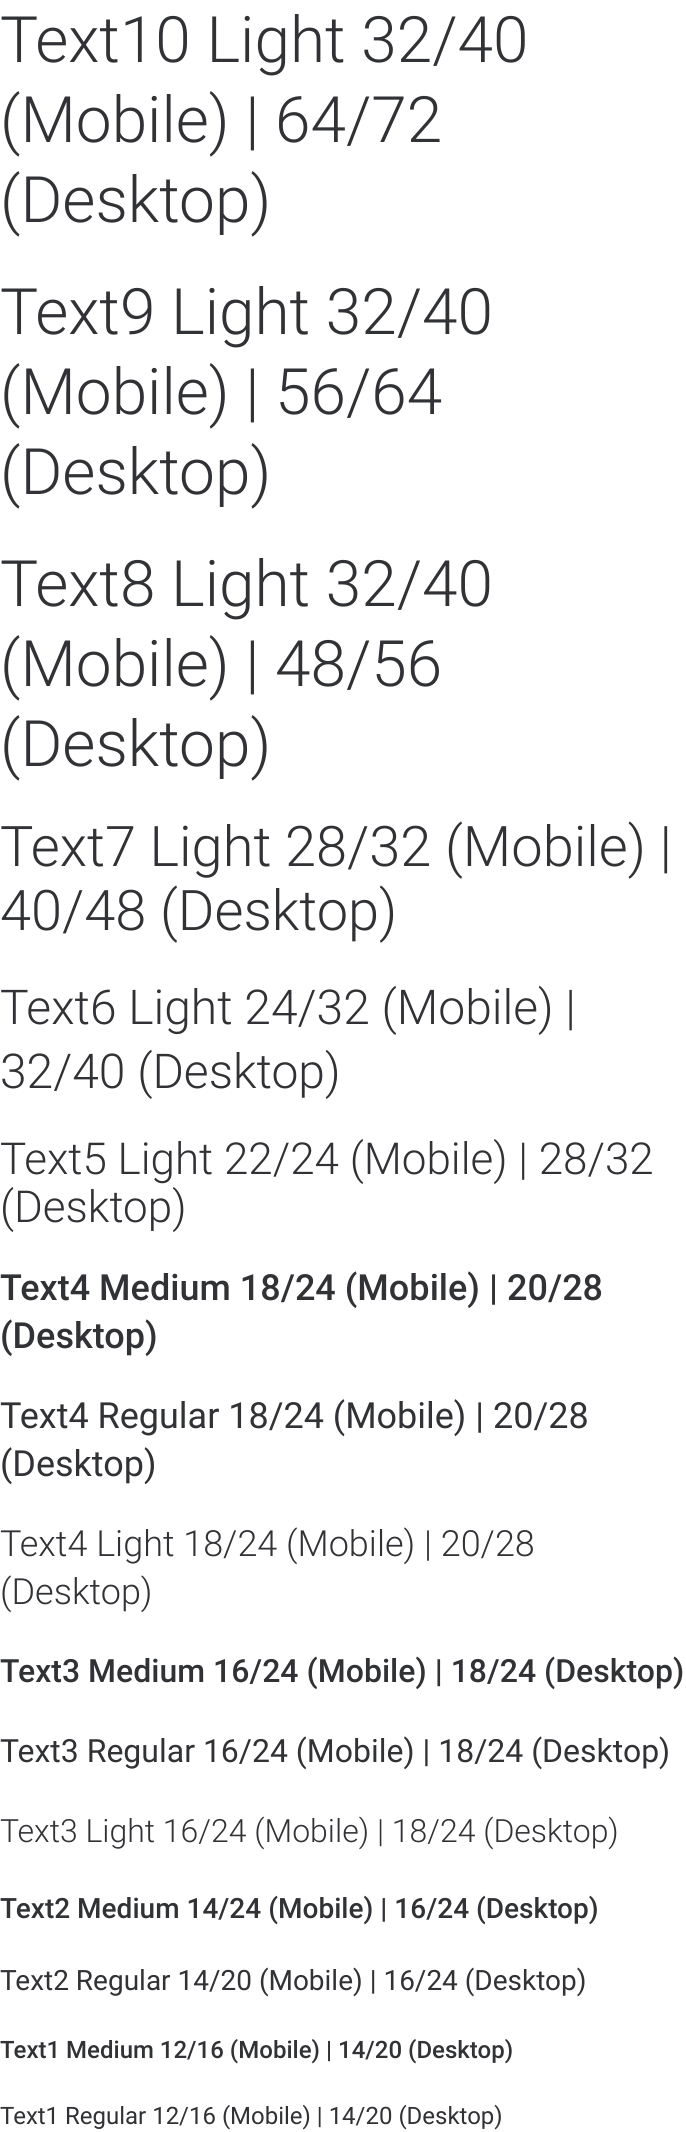 Text10 Light 32/40
(Mobile) | 64/72
(Desktop)
Text9 Light 32/40
(Mobile) | 56/64
(Desktop)
Text8 Light 32/40
(Mobile) | 48/56
(Desktop)
Text7 Light 28/32 (Mobile) |
40/48 (Desktop)
Text6 Light 24/32 (Mobile) |
32/40 (Desktop)
Text5 Light 22/24 (Mobile) | 28/32
(Desktop)
Text4 Medium 18/24 (Mobile) | 20/28
(Desktop)
Text4 Regular 18/24 (Mobile) | 20/28
(Desktop)
Text4 Light 18/24 (Mobile) | 20/28
(Desktop)
Text3 Medium 16/24 (Mobile) | 18/24 (Desktop)
Text3 Regular 16/24 (Mobile) | 18/24 (Desktop)
Text3 Light 16/24 (Mobile) | 18/24 (Desktop)
Text2 Medium 14/24 (Mobile) | 16/24 (Desktop)
Text2 Regular 14/20 (Mobile) | 16/24 (Desktop)
Text1 Medium 12/16 (Mobile) | 14/20 (Desktop)
Text1 Regular 12/16 (Mobile) | 14/20 (Desktop)